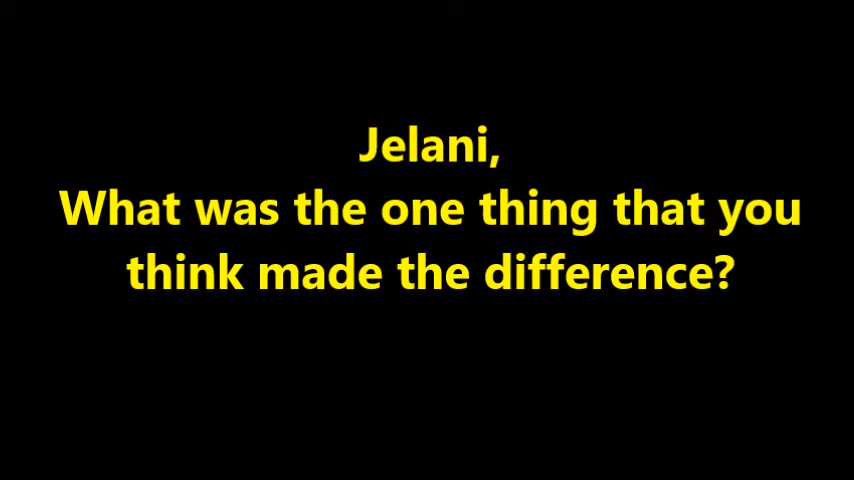 Jelani,
What was the one thing that you
think made the difference?